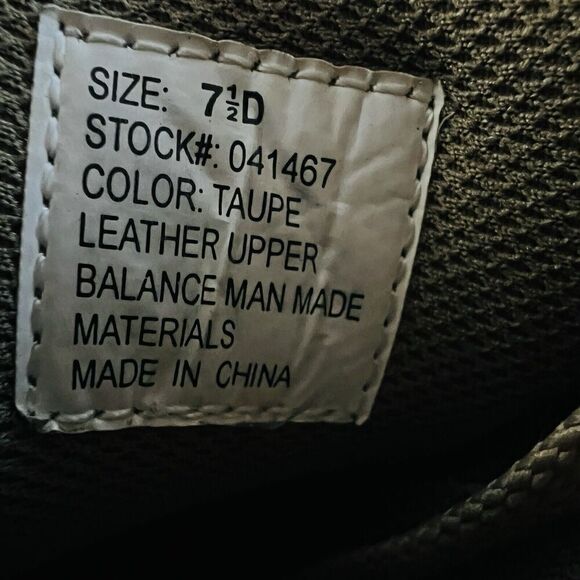 SIZE: 7½D
STOCK#: 041467
COLOR: TAUPE
LEATHER UPPER
BALANCE MAN MADE
MATERIALS
MADE IN CHINA